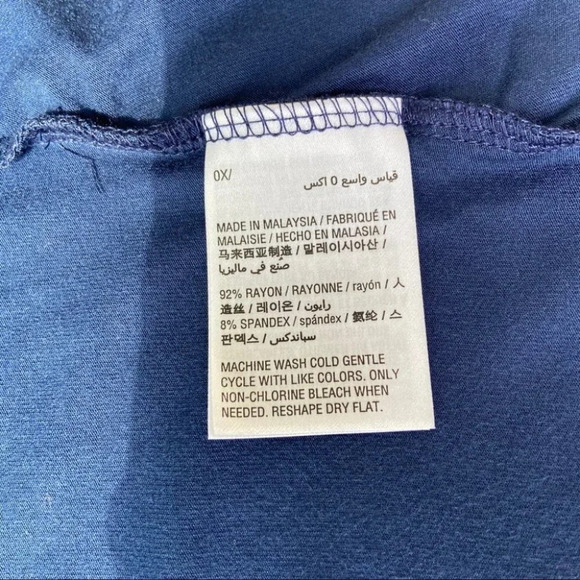 0X/
قياس واسع 0 اكس
MADE IN MALAYSIA / FABRIQUÉ EN
MALAISIE / HECHO EN MALASIA /
马来西亚制造 / 말레이시아산 /
صُنع في ماليزيا
92% RAYON / RAYONNE / rayón / 人
造丝 / 레이온 / رايون
8% SPANDEX / spándex / 氨纶 / 스
판덱스 / سباندكس
MACHINE WASH COLD GENTLE
CYCLE WITH LIKE COLORS. ONLY
NON-CHLORINE BLEACH WHEN
NEEDED. RESHAPE DRY FLAT.